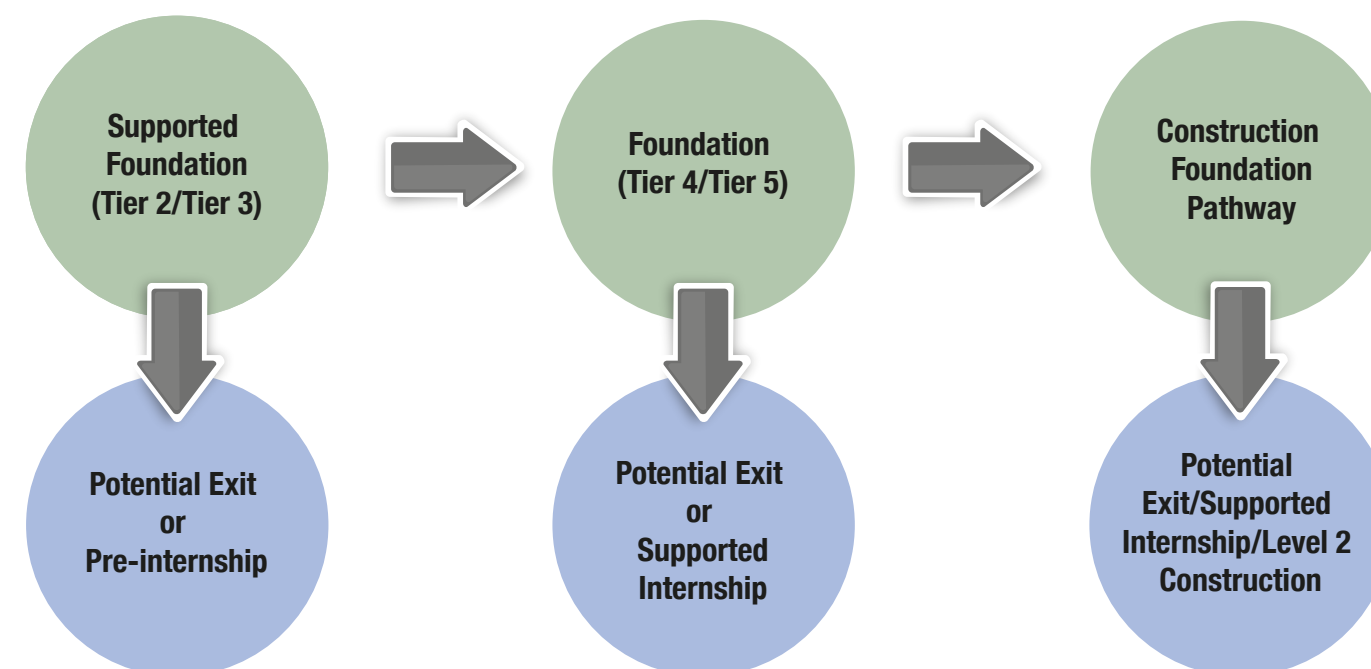 Supported
Foundation
(Tier 2/Tier 3)
Foundation
(Tier 4/Tier 5)
Construction
Foundation
Pathway
Potential Exit
or
Pre-internship
Potential Exit
or
Supported
Internship
Potential
Exit/Supported
Internship/Level 2
Construction